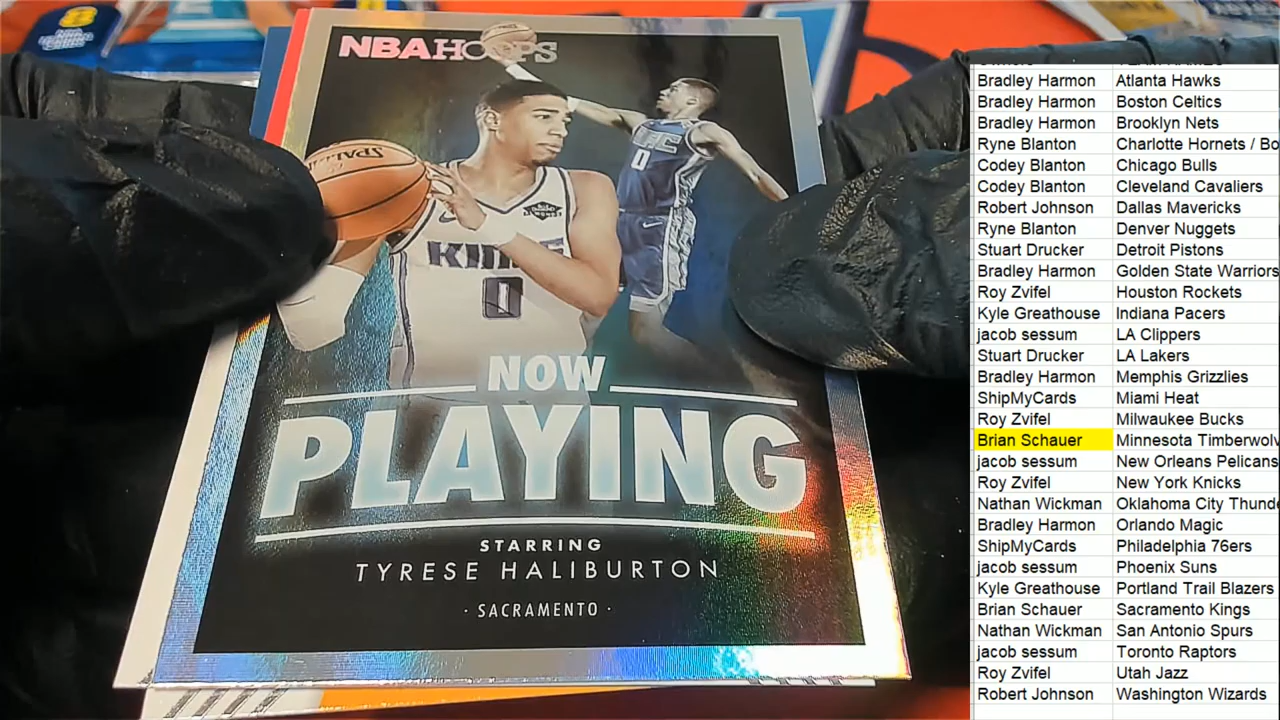 NBAHOOPS
SPALDING
SAC
0
KINGS
0
NOW
PLAYING
STARRING
TYRESE HALIBURTON
· SACRAMENTO ·
Bradley Harmon Atlanta Hawks
Bradley Harmon Boston Celtics
Bradley Harmon Brooklyn Nets
Ryne Blanton Charlotte Hornets / Bo
Codey Blanton Chicago Bulls
Codey Blanton Cleveland Cavaliers
Robert Johnson Dallas Mavericks
Ryne Blanton Denver Nuggets
Stuart Drucker Detroit Pistons
Bradley Harmon Golden State Warriors
Roy Zvifel Houston Rockets
Kyle Greathouse Indiana Pacers
jacob sessum LA Clippers
Stuart Drucker LA Lakers
Bradley Harmon Memphis Grizzlies
ShipMyCards Miami Heat
Roy Zvifel Milwaukee Bucks
Brian Schauer Minnesota Timberwolv
jacob sessum New Orleans Pelicans
Roy Zvifel New York Knicks
Nathan Wickman Oklahoma City Thunde
Bradley Harmon Orlando Magic
ShipMyCards Philadelphia 76ers
jacob sessum Phoenix Suns
Kyle Greathouse Portland Trail Blazers
Brian Schauer Sacramento Kings
Nathan Wickman San Antonio Spurs
jacob sessum Toronto Raptors
Roy Zvifel Utah Jazz
Robert Johnson Washington Wizards